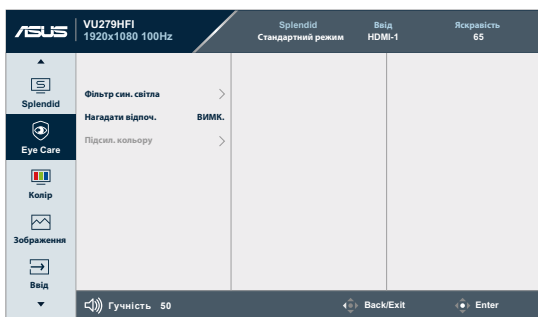 ASUS
VU279HFI
1920x1080 100Hz
Splendid
Стандартний режим
Ввід
HDMI-1
Яскравість
65
Splendid
Eye Care
Колір
Зображення
Ввід
Фільтр син. світла
Нагадати відпоч. ВИМК.
Підсил. кольору
Гучність 50
Back/Exit
Enter